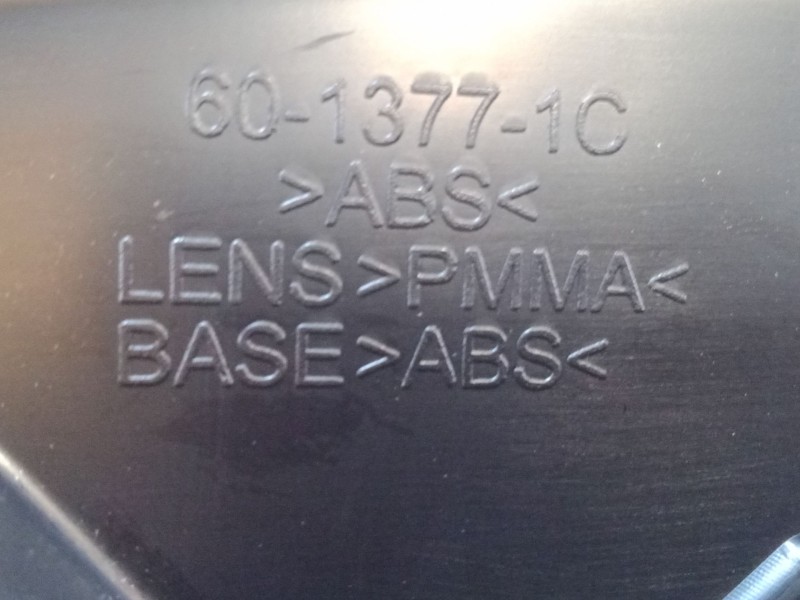 60-1377-1C
>ABS<
LENS>PMMA<
BASE>ABS<